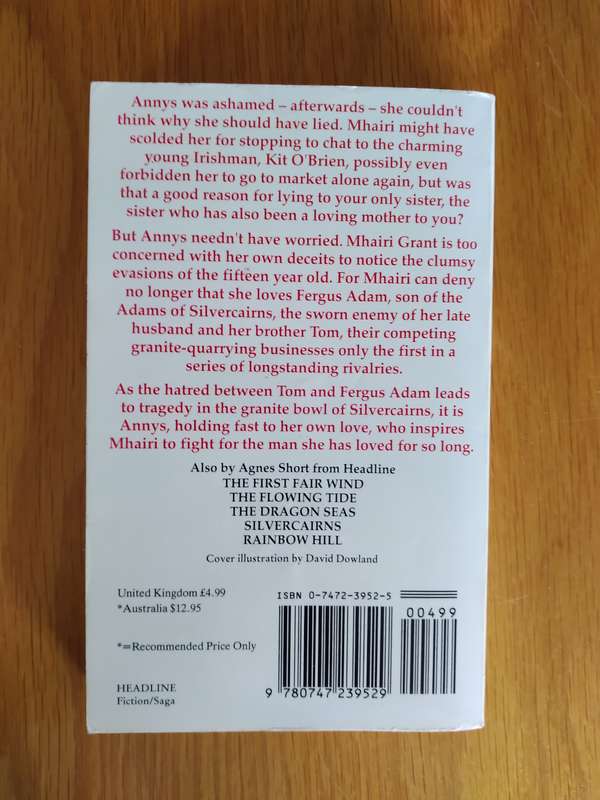 Annys was ashamed – afterwards – she couldn't
think why she should have lied. Mhairi might have
scolded her for stopping to chat to the charming
young Irishman, Kit O'Brien, possibly even
forbidden her to go to market alone again, but was
that a good reason for lying to your only sister, the
sister who has also been a loving mother to you?
But Annys needn't have worried. Mhairi Grant is too
concerned with her own deceits to notice the clumsy
evasions of the fifteen year old. For Mhairi can deny
no longer that she loves Fergus Adam, son of the
Adams of Silvercairns, the sworn enemy of her late
husband and her brother Tom, their competing
granite-quarrying businesses only the first in a
series of longstanding rivalries.
As the hatred between Tom and Fergus Adam leads
to tragedy in the granite bowl of Silvercairns, it is
Annys, holding fast to her own love, who inspires
Mhairi to fight for the man she has loved for so long.
Also by Agnes Short from Headline
THE FIRST FAIR WIND
THE FLOWING TIDE
THE DRAGON SEAS
SILVERCAIRNS
RAINBOW HILL
Cover illustration by David Dowland
United Kingdom £4.99
*Australia $12.95
*=Recommended Price Only
HEADLINE
Fiction/Saga
ISBN 0-7472-3952-5
00499
9 780747 239529